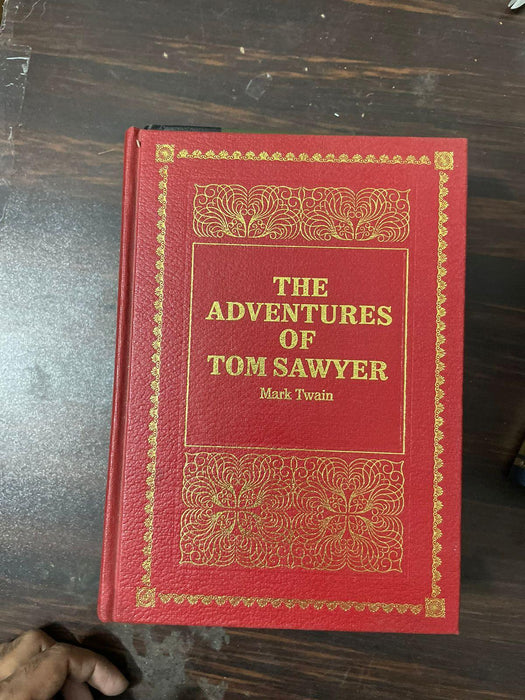 THE
ADVENTURES
OF
TOM SAWYER
Mark Twain